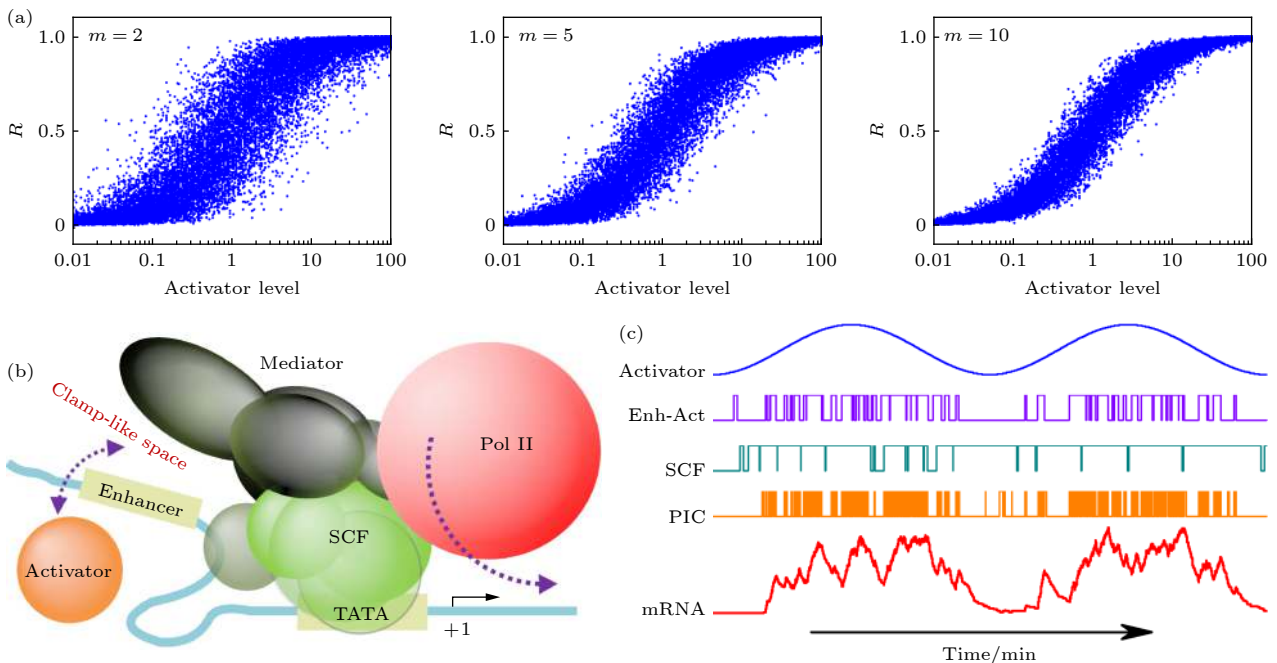 (a)
1.0
0.5
0
R
m = 2
0.01
0.1
1
10
100
Activator level
1.0
0.5
0
R
m = 5
0.01
0.1
1
10
100
Activator level
1.0
0.5
0
R
m = 10
0.01
0.1
1
10
100
Activator level
(b)
Mediator
Clamp-like space
Pol II
Enhancer
SCF
Activator
TATA
+1
(c)
Activator
Enh-Act
SCF
PIC
mRNA
Time/min